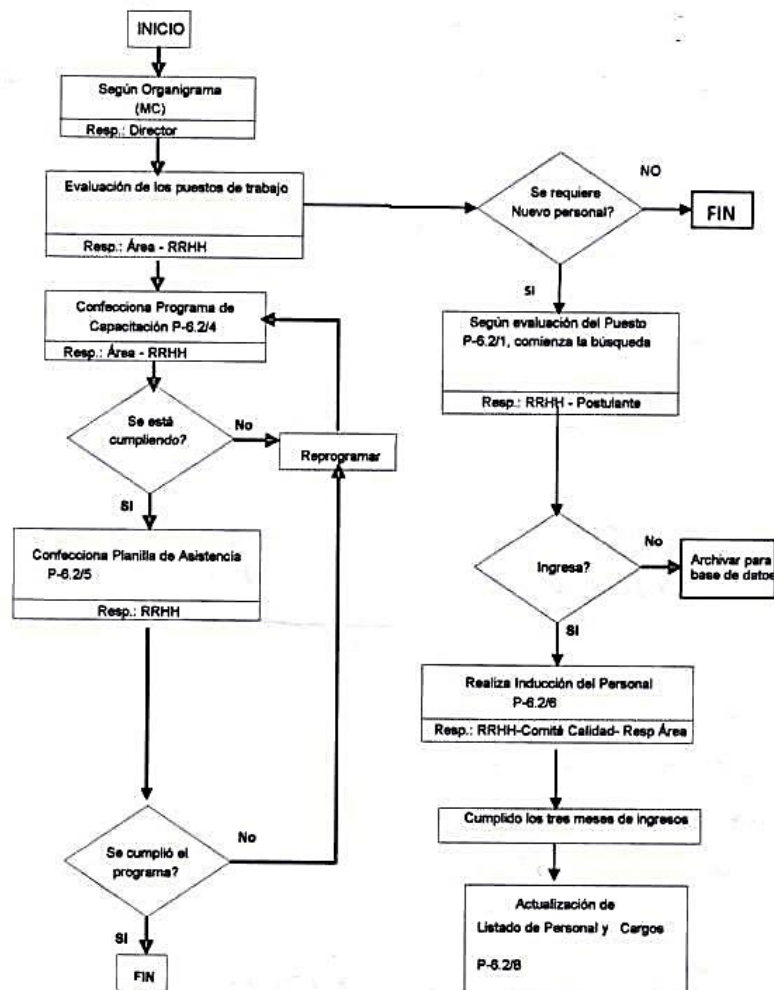 INICIO
Según Organigrama
(MC)
Resp.: Director
Evaluación de los puestos de trabajo
Resp.: Área - RRHH
Se requiere
Nuevo personal?
NO
FIN
SI
Confecciona Programa de
Capacitación P-6.2/4
Resp.: Área - RRHH
Según evaluación del Puesto
P-6.2/1, comienza la búsqueda
Resp.: RRHH - Postulante
Se está
cumpliendo?
No
Reprogramar
SI
Confecciona Planilla de Asistencia
P-6.2/5
Resp.: RRHH
Ingresa?
No
Archivar para
base de datos
SI
Realiza Inducción del Personal
P-6.2/6
Resp.: RRHH-Comité Calidad- Resp Área
Cumplido los tres meses de ingresos
Se cumplió el
programa?
No
SI
FIN
Actualización de
Listado de Personal y Cargos
P-6.2/8